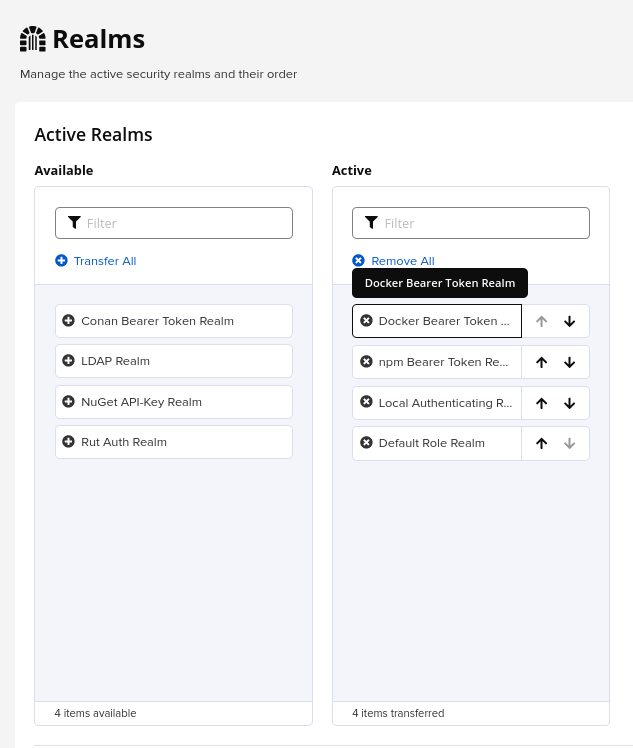 Realms
Manage the active security realms and their order
Active Realms
Available
Filter
Transfer All
Conan Bearer Token Realm
LDAP Realm
NuGet API-Key Realm
Rut Auth Realm
4 items available
Active
Filter
Remove All
Docker Bearer Token Realm
Docker Bearer Token ...
npm Bearer Token Re...
Local Authenticating R...
Default Role Realm
4 items transferred